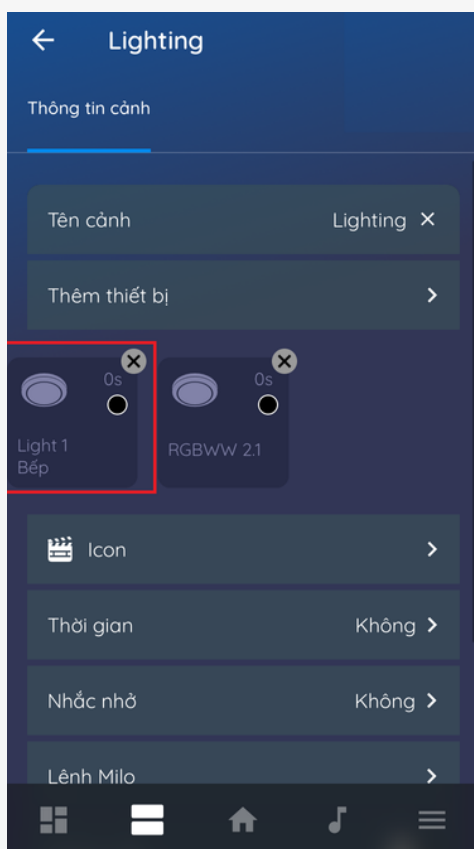 Lighting
Thông tin cảnh
Tên cảnh Lighting
Thêm thiết bị
0s 0s
Light 1 RGBWW 2.1
Bếp
Icon
Thời gian Không
Nhắc nhở Không
Lênh Milo